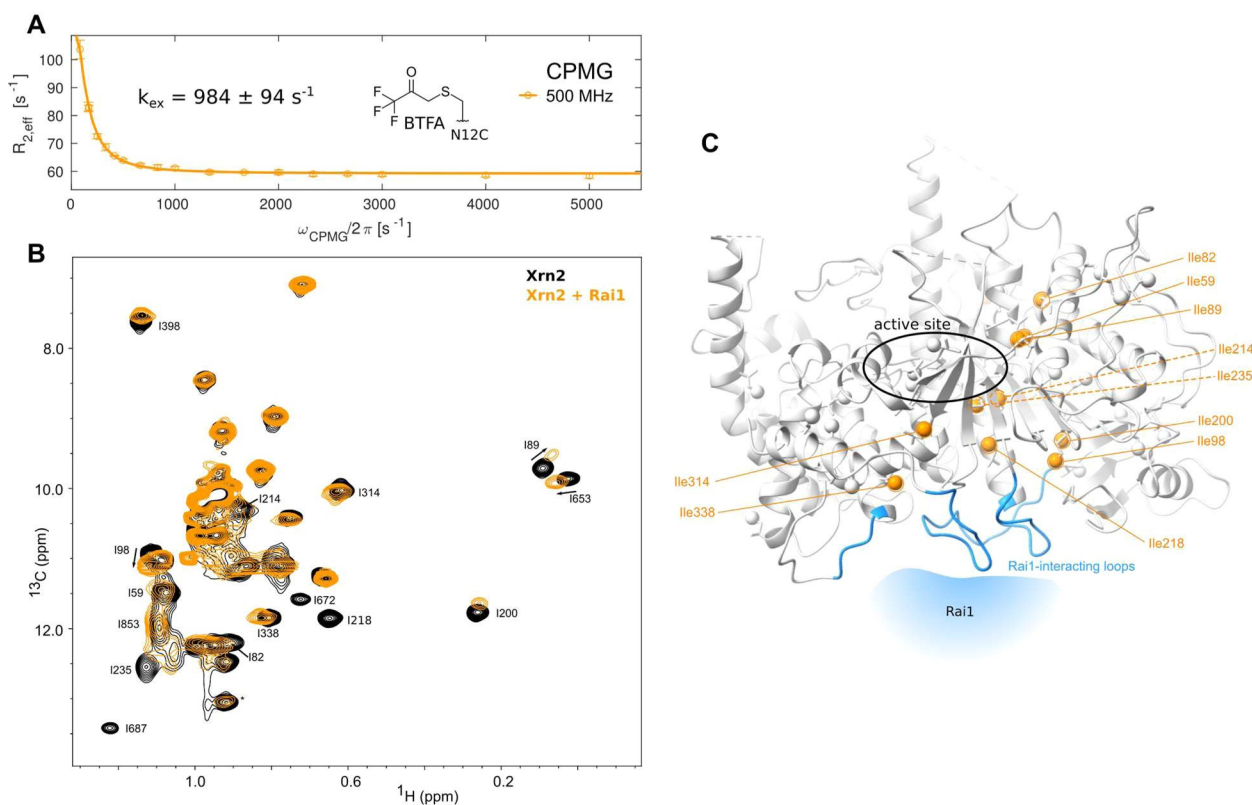 A
R2,eff [s-1]
100
90
80
70
60
0
1000
2000
3000
4000
5000
ωCPMG/2π [s-1]
kex = 984 ± 94 s-1
O
F
F
F
S
BTFA
N12C
CPMG
500 MHz
B
Xrn2
Xrn2 + Rai1
I398
I89
I653
I214
I314
I98
I59
I672
I218
I200
I853
I338
I235
I82
*
I687
8.0
10.0
12.0
13C (ppm)
1.0
0.6
0.2
1H (ppm)
C
Ile82
Ile59
Ile89
active site
Ile214
Ile235
Ile200
Ile98
Ile314
Ile338
Ile218
Rai1-interacting loops
Rai1